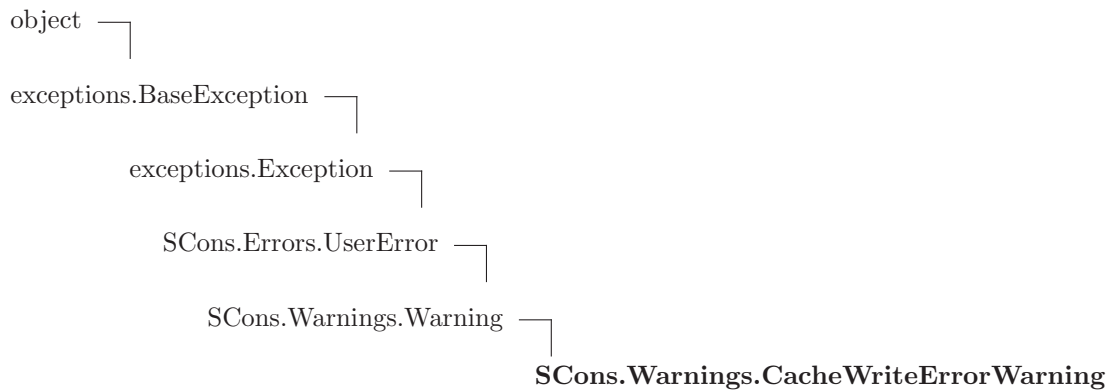 object
exceptions.BaseException
exceptions.Exception
SCons.Errors.UserError
SCons.Warnings.Warning
SCons.Warnings.CacheWriteErrorWarning